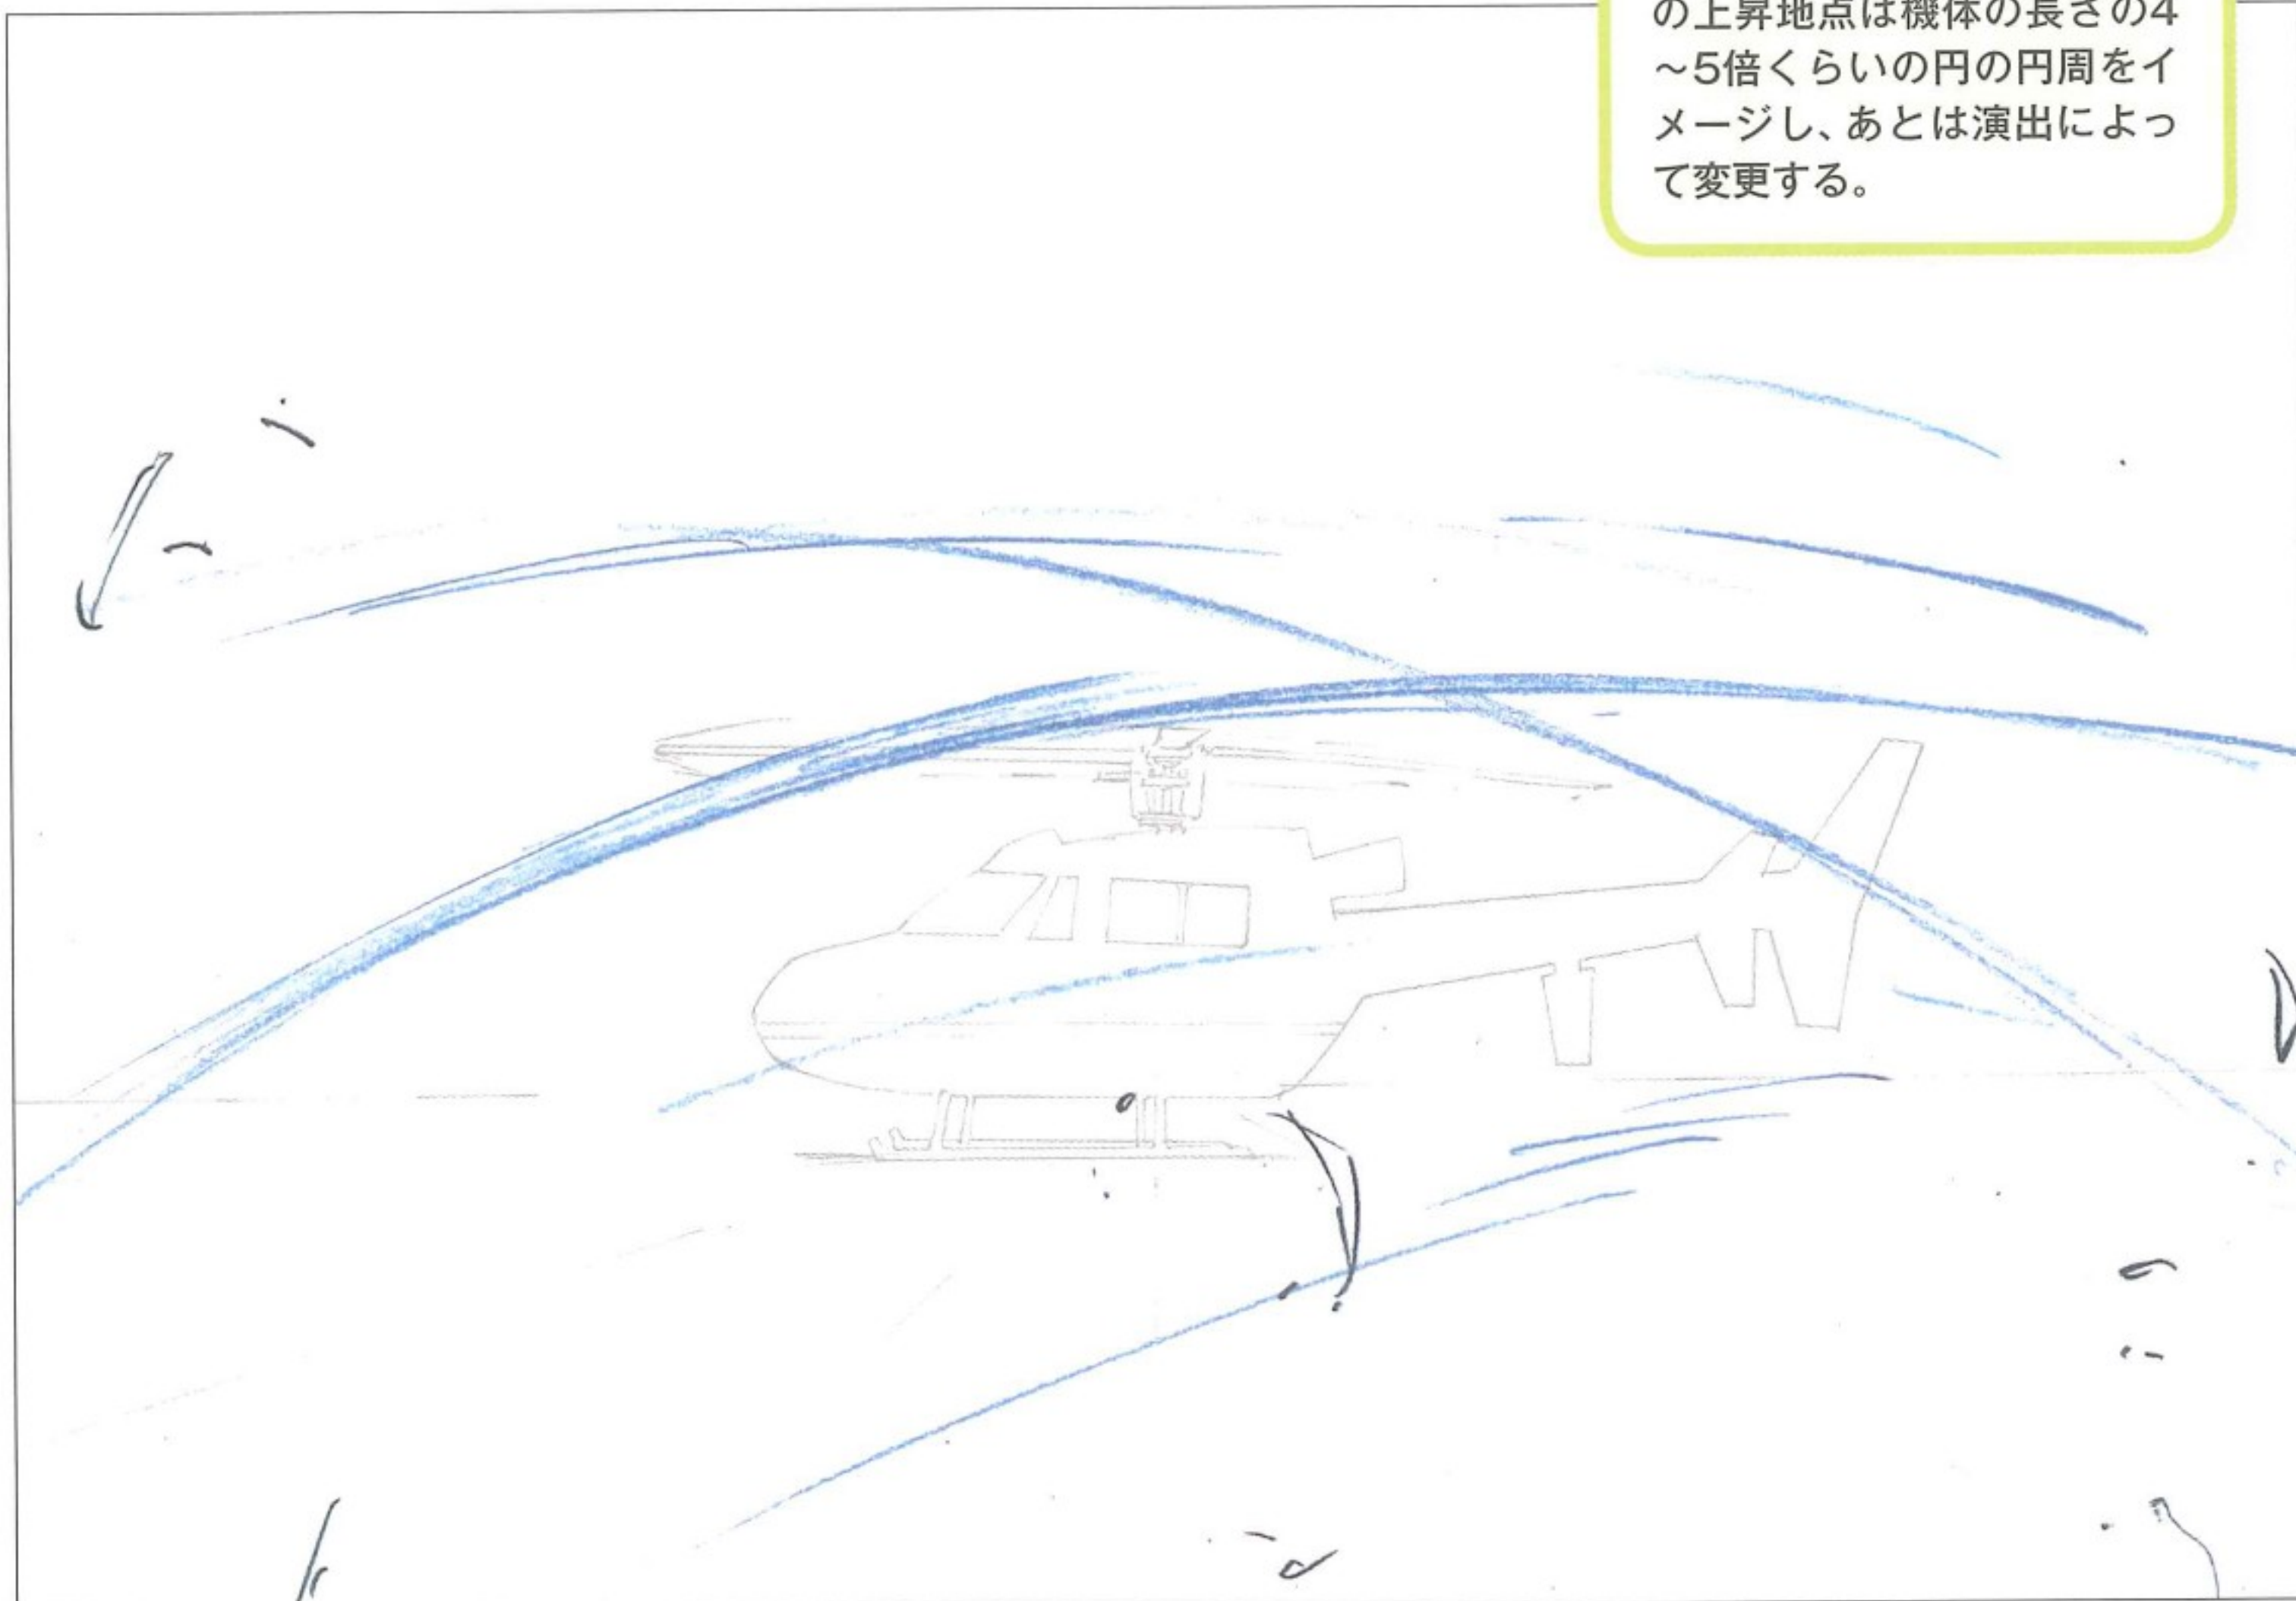 の上昇地点は機体の長さの4
～5倍くらいの円の円周をイ
メージし、あとは演出によっ
て変更する。